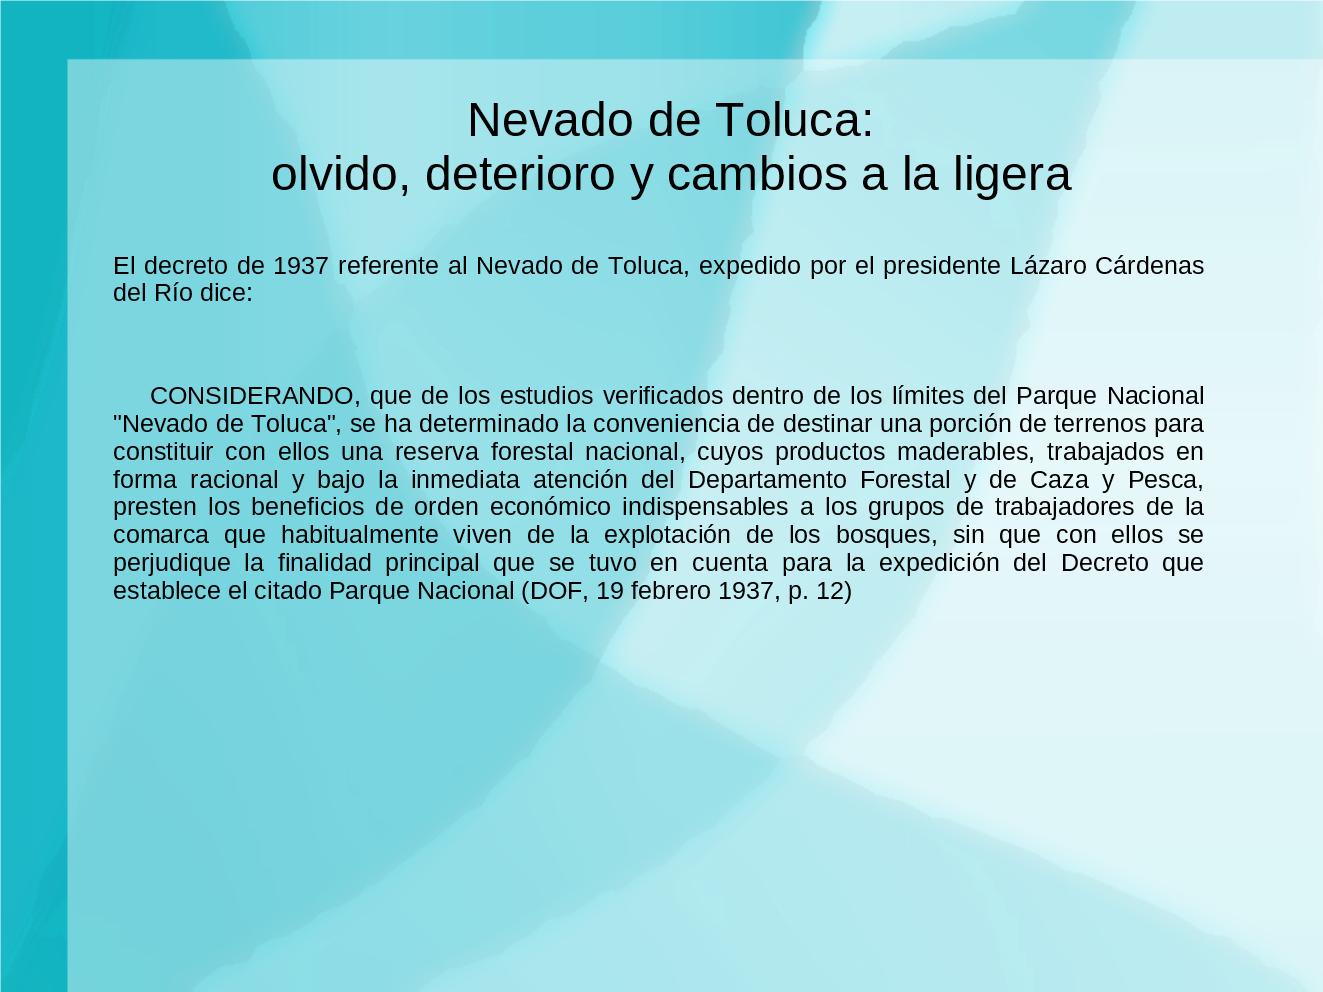 Nevado de Toluca:
olvido, deterioro y cambios a la ligera
El decreto de 1937 referente al Nevado de Toluca, expedido por el presidente Lázaro Cárdenas
del Río dice:
CONSIDERANDO, que de los estudios verificados dentro de los límites del Parque Nacional
"Nevado de Toluca", se ha determinado la conveniencia de destinar una porción de terrenos para
constituir con ellos una reserva forestal nacional, cuyos productos maderables, trabajados en
forma racional y bajo la inmediata atención del Departamento Forestal y de Caza y Pesca,
presten los beneficios de orden económico indispensables a los grupos de trabajadores de la
comarca que habitualmente viven de la explotación de los bosques, sin que con ellos se
perjudique la finalidad principal que se tuvo en cuenta para la expedición del Decreto que
establece el citado Parque Nacional (DOF, 19 febrero 1937, p. 12)